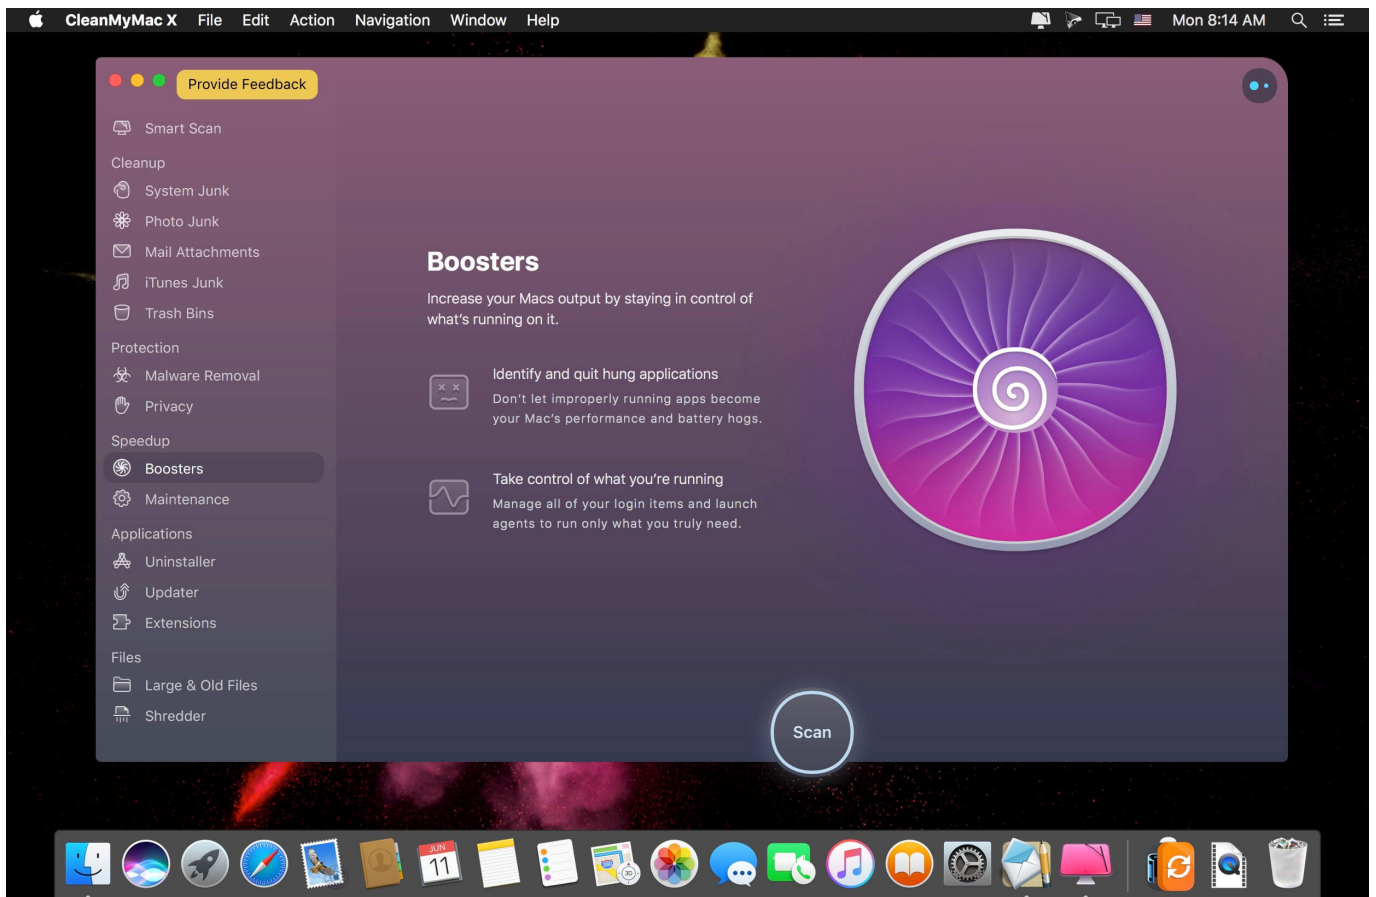 CleanMyMac X File Edit Action Navigation Window Help Mon 8:14 AM
Provide Feedback
Smart Scan
Cleanup
System Junk
Photo Junk
Mail Attachments
iTunes Junk
Trash Bins
Protection
Malware Removal
Privacy
Speedup
Boosters
Maintenance
Applications
Uninstaller
Updater
Extensions
Files
Large & Old Files
Shredder
Boosters
Increase your Macs output by staying in control of
what's running on it.
Identify and quit hung applications
Don't let improperly running apps become
your Mac's performance and battery hogs.
Take control of what you're running
Manage all of your login items and launch
agents to run only what you truly need.
Scan
JUN
11
3D